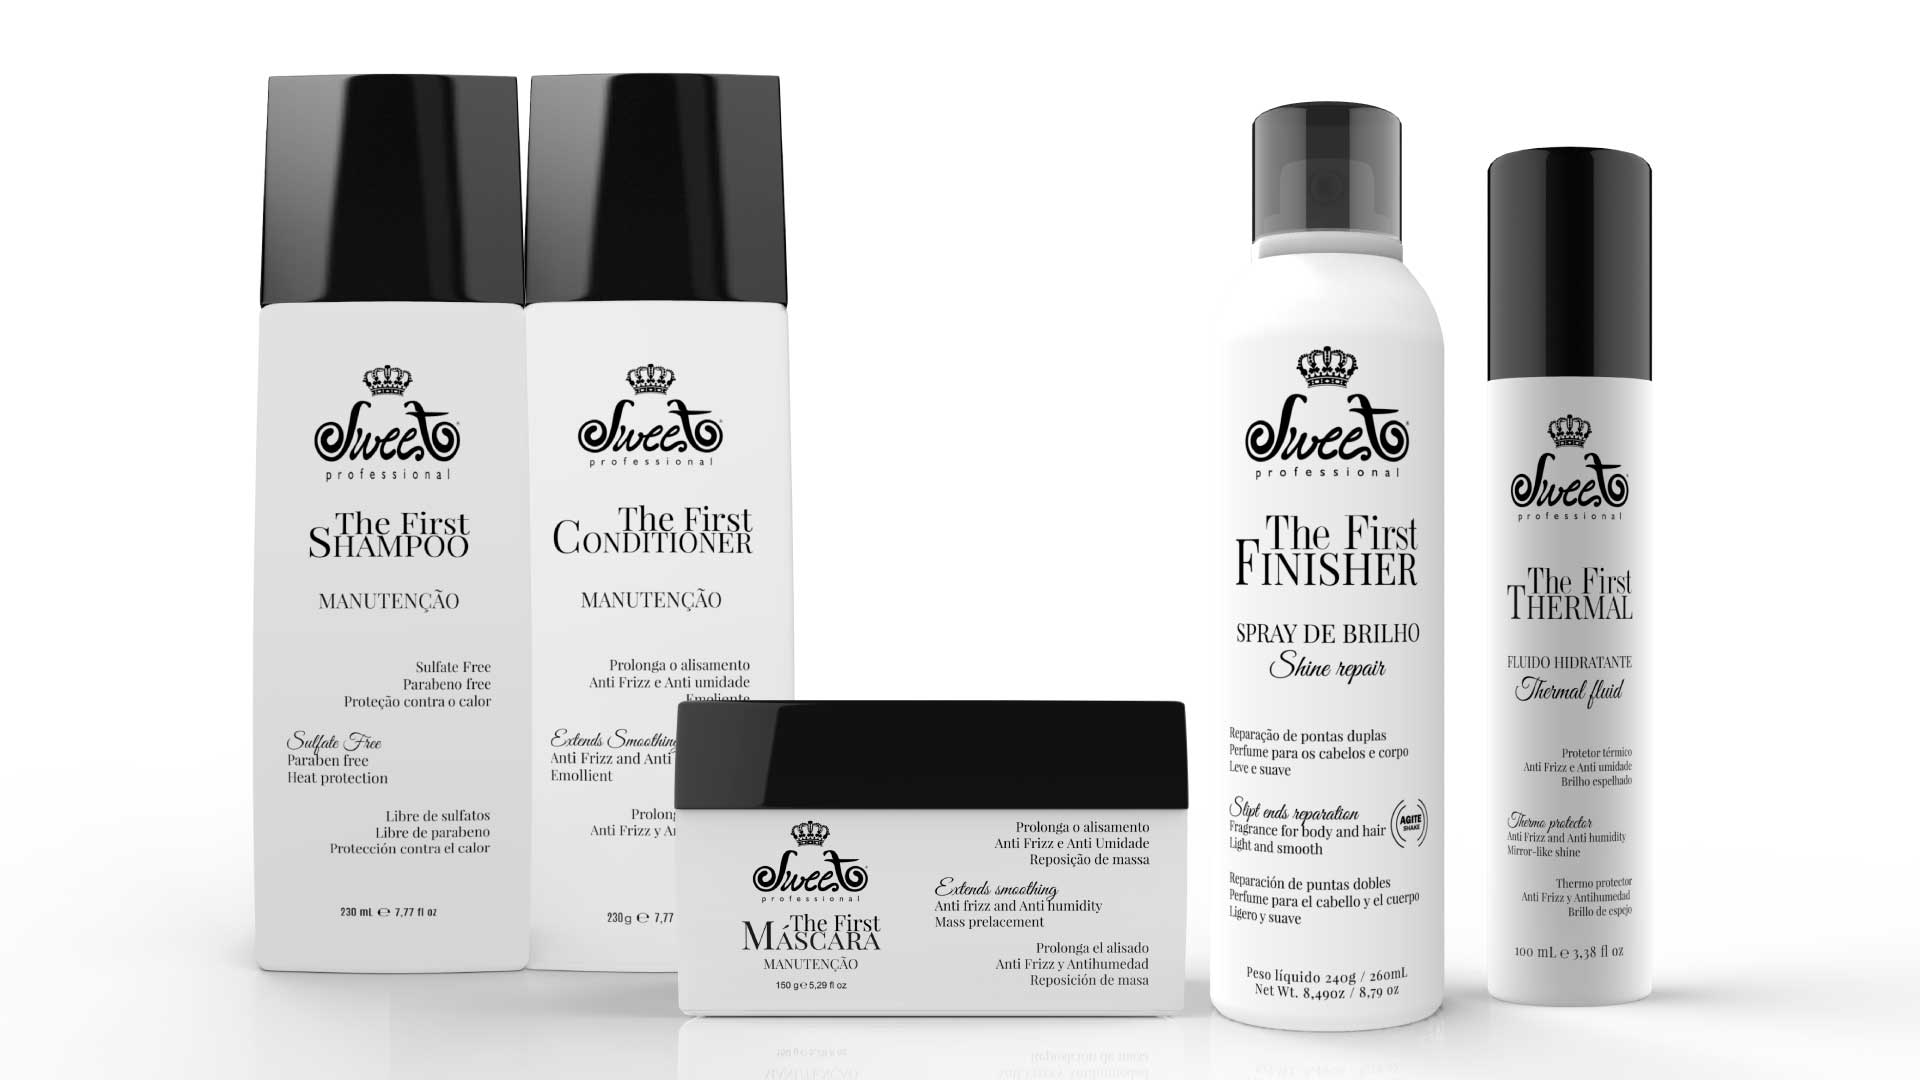 Sweet
professional
The First
SHAMPOO
MANUTENÇÃO
Sulfate Free
Parabeno free
Proteção contra o calor
Sulfate Free
Paraben free
Heat protection
Libre de sulfatos
Libre de parabeno
Protección contra el calor
230 mL ℮ 7,77 fl oz
Sweet
professional
The First
CONDITIONER
MANUTENÇÃO
Prolonga o alisamento
Anti Frizz e Anti umidade
Emoliente
Extends Smoothing
Anti Frizz and Anti
Emollient
Prolong
Anti Frizz y A
230g ℮ 7,77
Sweet
professional
The First
MÁSCARA
MANUTENÇÃO
150 g ℮ 5,29 fl oz
Prolonga o alisamento
Anti Frizz e Anti Umidade
Reposição de massa
Extends smoothing
Anti frizz and Anti humidity
Mass prelacement
Prolonga el alisado
Anti Frizz y Antihumedad
Reposición de masa
Sweet
professional
The First
FINISHER
SPRAY DE BRILHO
Shine repair
Reparação de pontas duplas
Perfume para os cabelos e corpo
Leve e suave
Slipt ends reparation
Fragrance for body and hair
Light and smooth
AGITE
SHAKE
Reparación de puntas dobles
Perfume para el cabello y el cuerpo
Ligero y suave
Peso líquido 240g / 260mL
Net Wt. 8,49oz / 8,79 oz
Sweet
professional
The First
THERMAL
FLUIDO HIDRATANTE
Thermal fluid
Protetor térmico
Anti Frizz e Anti umidade
Brilho espelhado
Thermo protector
Anti Frizz and Anti humidity
Mirror-like shine
Thermo protector
Anti Frizz y Antihumedad
Brillo de espejo
100 mL ℮ 3,38 fl oz